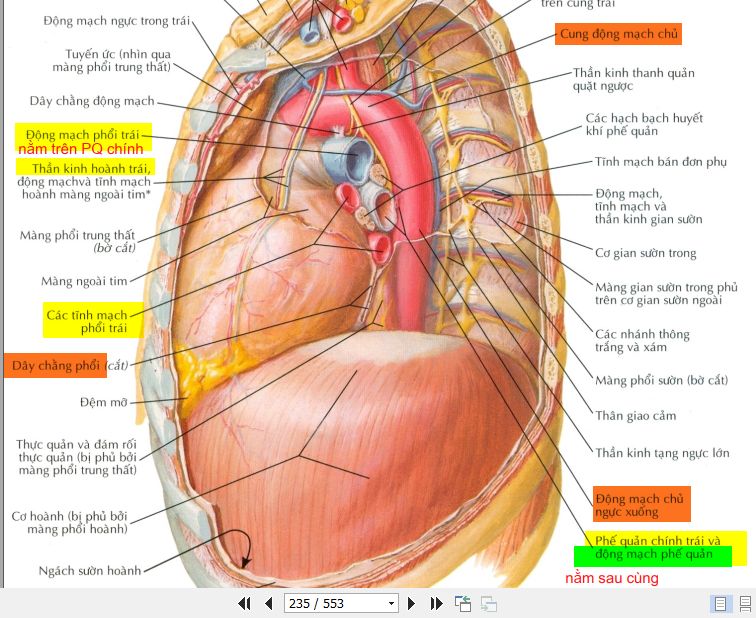 Động mạch ngực trong trái
Tuyến ức (nhìn qua
màng phổi trung thất)
Dây chằng động mạch
Động mạch phổi trái
nằm trên PQ chính
Thần kinh hoành trái,
động mạchvà tĩnh mạch
hoành màng ngoài tim*
Màng phổi trung thất
(bờ cắt)
Màng ngoài tim
Các tĩnh mạch
phổi trái
Dây chằng phổi (cắt)
Đệm mỡ
Thực quản và đám rối
thực quản (bị phủ bởi
màng phổi trung thất)
Cơ hoành (bị phủ bởi
màng phổi hoành)
Ngách sườn hoành
trên cùng trái
Cung động mạch chủ
Thần kinh thanh quản
quặt ngược
Các hạch bạch huyết
khí phế quản
Tĩnh mạch bán đơn phụ
Động mạch,
tĩnh mạch và
thần kinh gian sườn
Cơ gian sườn trong
Màng gian sườn trong phủ
trên cơ gian sườn ngoài
Các nhánh thông
trắng và xám
Màng phổi sườn (bờ cắt)
Thân giao cảm
Thần kinh tạng ngực lớn
Động mạch chủ
ngực xuống
Phế quản chính trái và
động mạch phế quản
nằm sau cùng
235 / 553